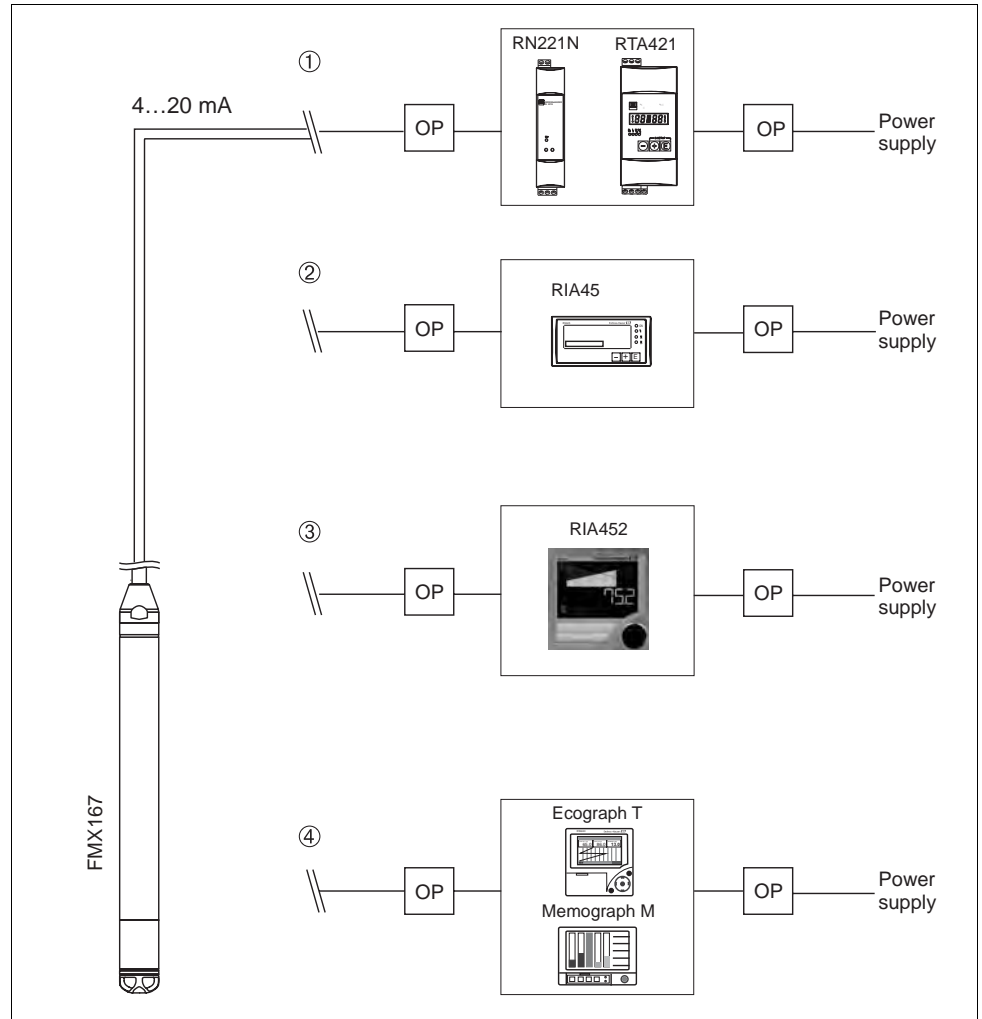 ①
RN221N RTA421
4…20 mA
OP
OP
Power
supply
②
RIA45
OP
OP
Power
supply
③
RIA452
752
OP
OP
Power
supply
FMX167
④
Ecograph T
OP
OP
Power
supply
Memograph M